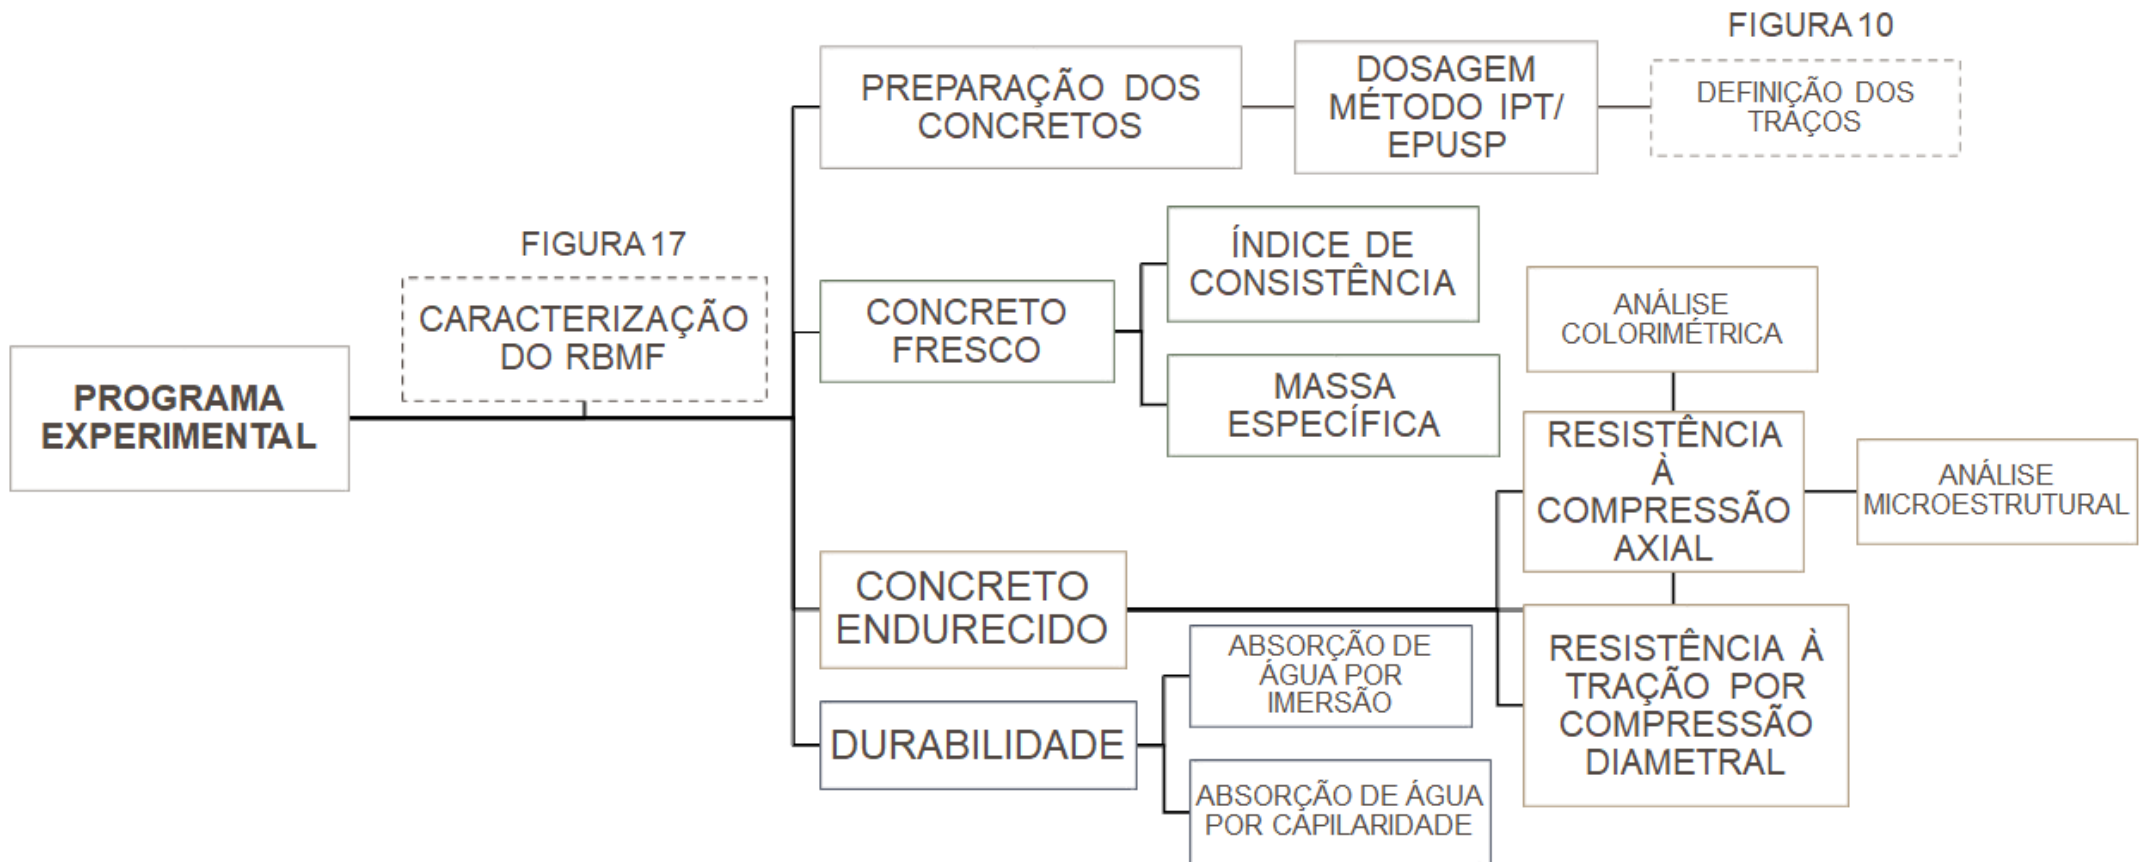 FIGURA 10
PREPARAÇÃO DOS
CONCRETOS
DOSAGEM
MÉTODO IPT/
EPUSP
DEFINIÇÃO DOS
TRAÇOS
FIGURA 17
CARACTERIZAÇÃO
DO RBMF
PROGRAMA
EXPERIMENTAL
CONCRETO
FRESCO
ÍNDICE DE
CONSISTÊNCIA
MASSA
ESPECÍFICA
ANÁLISE
COLORIMÉTRICA
RESISTÊNCIA
À
COMPRESSÃO
AXIAL
ANÁLISE
MICROESTRUTURAL
CONCRETO
ENDURECIDO
RESISTÊNCIA À
TRAÇÃO POR
COMPRESSÃO
DIAMETRAL
DURABILIDADE
ABSORÇÃO DE
ÁGUA POR
IMERSÃO
ABSORÇÃO DE ÁGUA
POR CAPILARIDADE